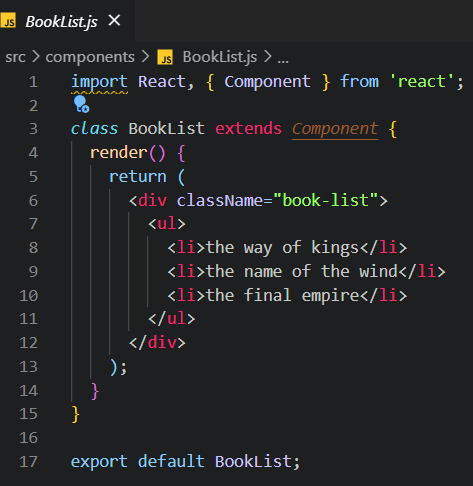 JS BookList.js ×
src > components > JS BookList.js > ...
1 import React, { Component } from 'react';
2
3 class BookList extends Component {
4   render() {
5     return (
6       <div className="book-list">
7         <ul>
8           <li>the way of kings</li>
9           <li>the name of the wind</li>
10           <li>the final empire</li>
11         </ul>
12       </div>
13     );
14   }
15 }
16
17 export default BookList;